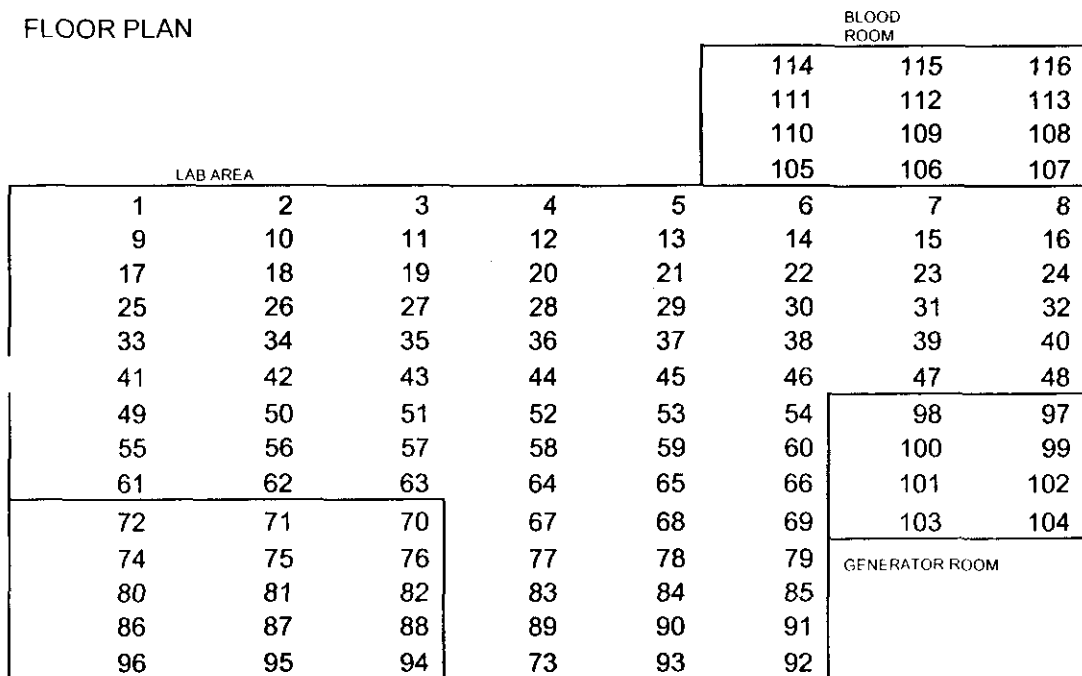 FLOOR PLAN
BLOOD
ROOM
114 115 116
111 112 113
110 109 108
LAB AREA
105 106 107
1 2 3 4 5 6 7 8
9 10 11 12 13 14 15 16
17 18 19 20 21 22 23 24
25 26 27 28 29 30 31 32
33 34 35 36 37 38 39 40
41 42 43 44 45 46 47 48
49 50 51 52 53 54 98 97
55 56 57 58 59 60 100 99
61 62 63 64 65 66 101 102
72 71 70 67 68 69 103 104
74 75 76 77 78 79 GENERATOR ROOM
80 81 82 83 84 85
86 87 88 89 90 91
96 95 94 73 93 92